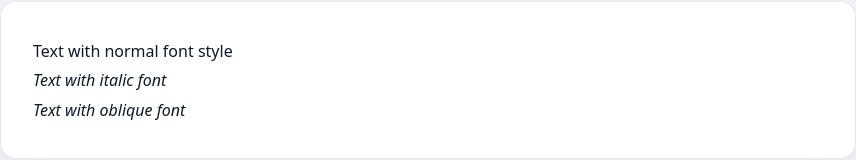 Text with normal font style
Text with italic font
Text with oblique font